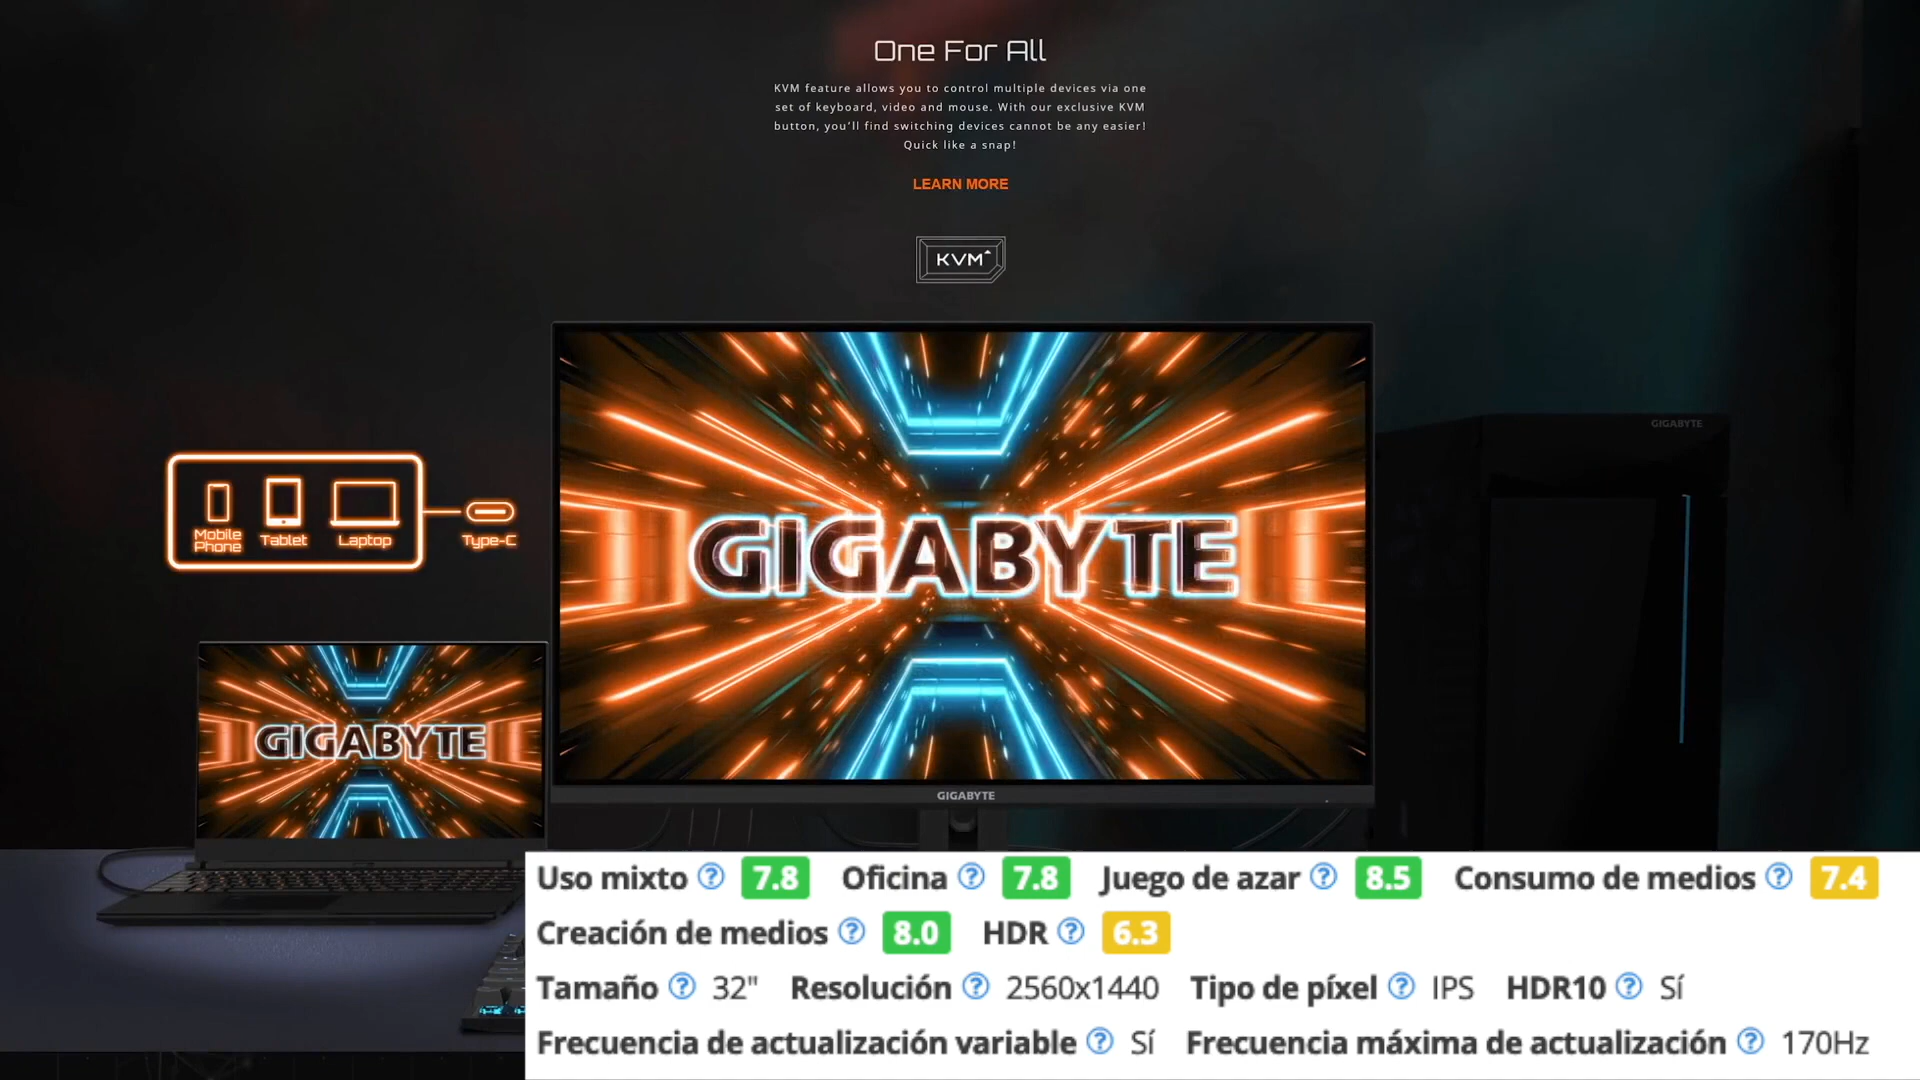 One For All
KVM feature allows you to control multiple devices via one
set of keyboard, video and mouse. With our exclusive KVM
button, you'll find switching devices cannot be any easier!
Quick like a snap!
LEARN MORE
KVM
GIGABYTE
Mobile
Phone
Tablet
Laptop
Type-C
GIGABYTE
GIGABYTE
GIGABYTE
Uso mixto ? 7.8 Oficina ? 7.8 Juego de azar ? 8.5 Consumo de medios ? 7.4
Creación de medios ? 8.0 HDR ? 6.3
Tamaño ? 32" Resolución ? 2560x1440 Tipo de píxel ? IPS HDR10 ? Sí
Frecuencia de actualización variable ? Sí Frecuencia máxima de actualización ? 170Hz